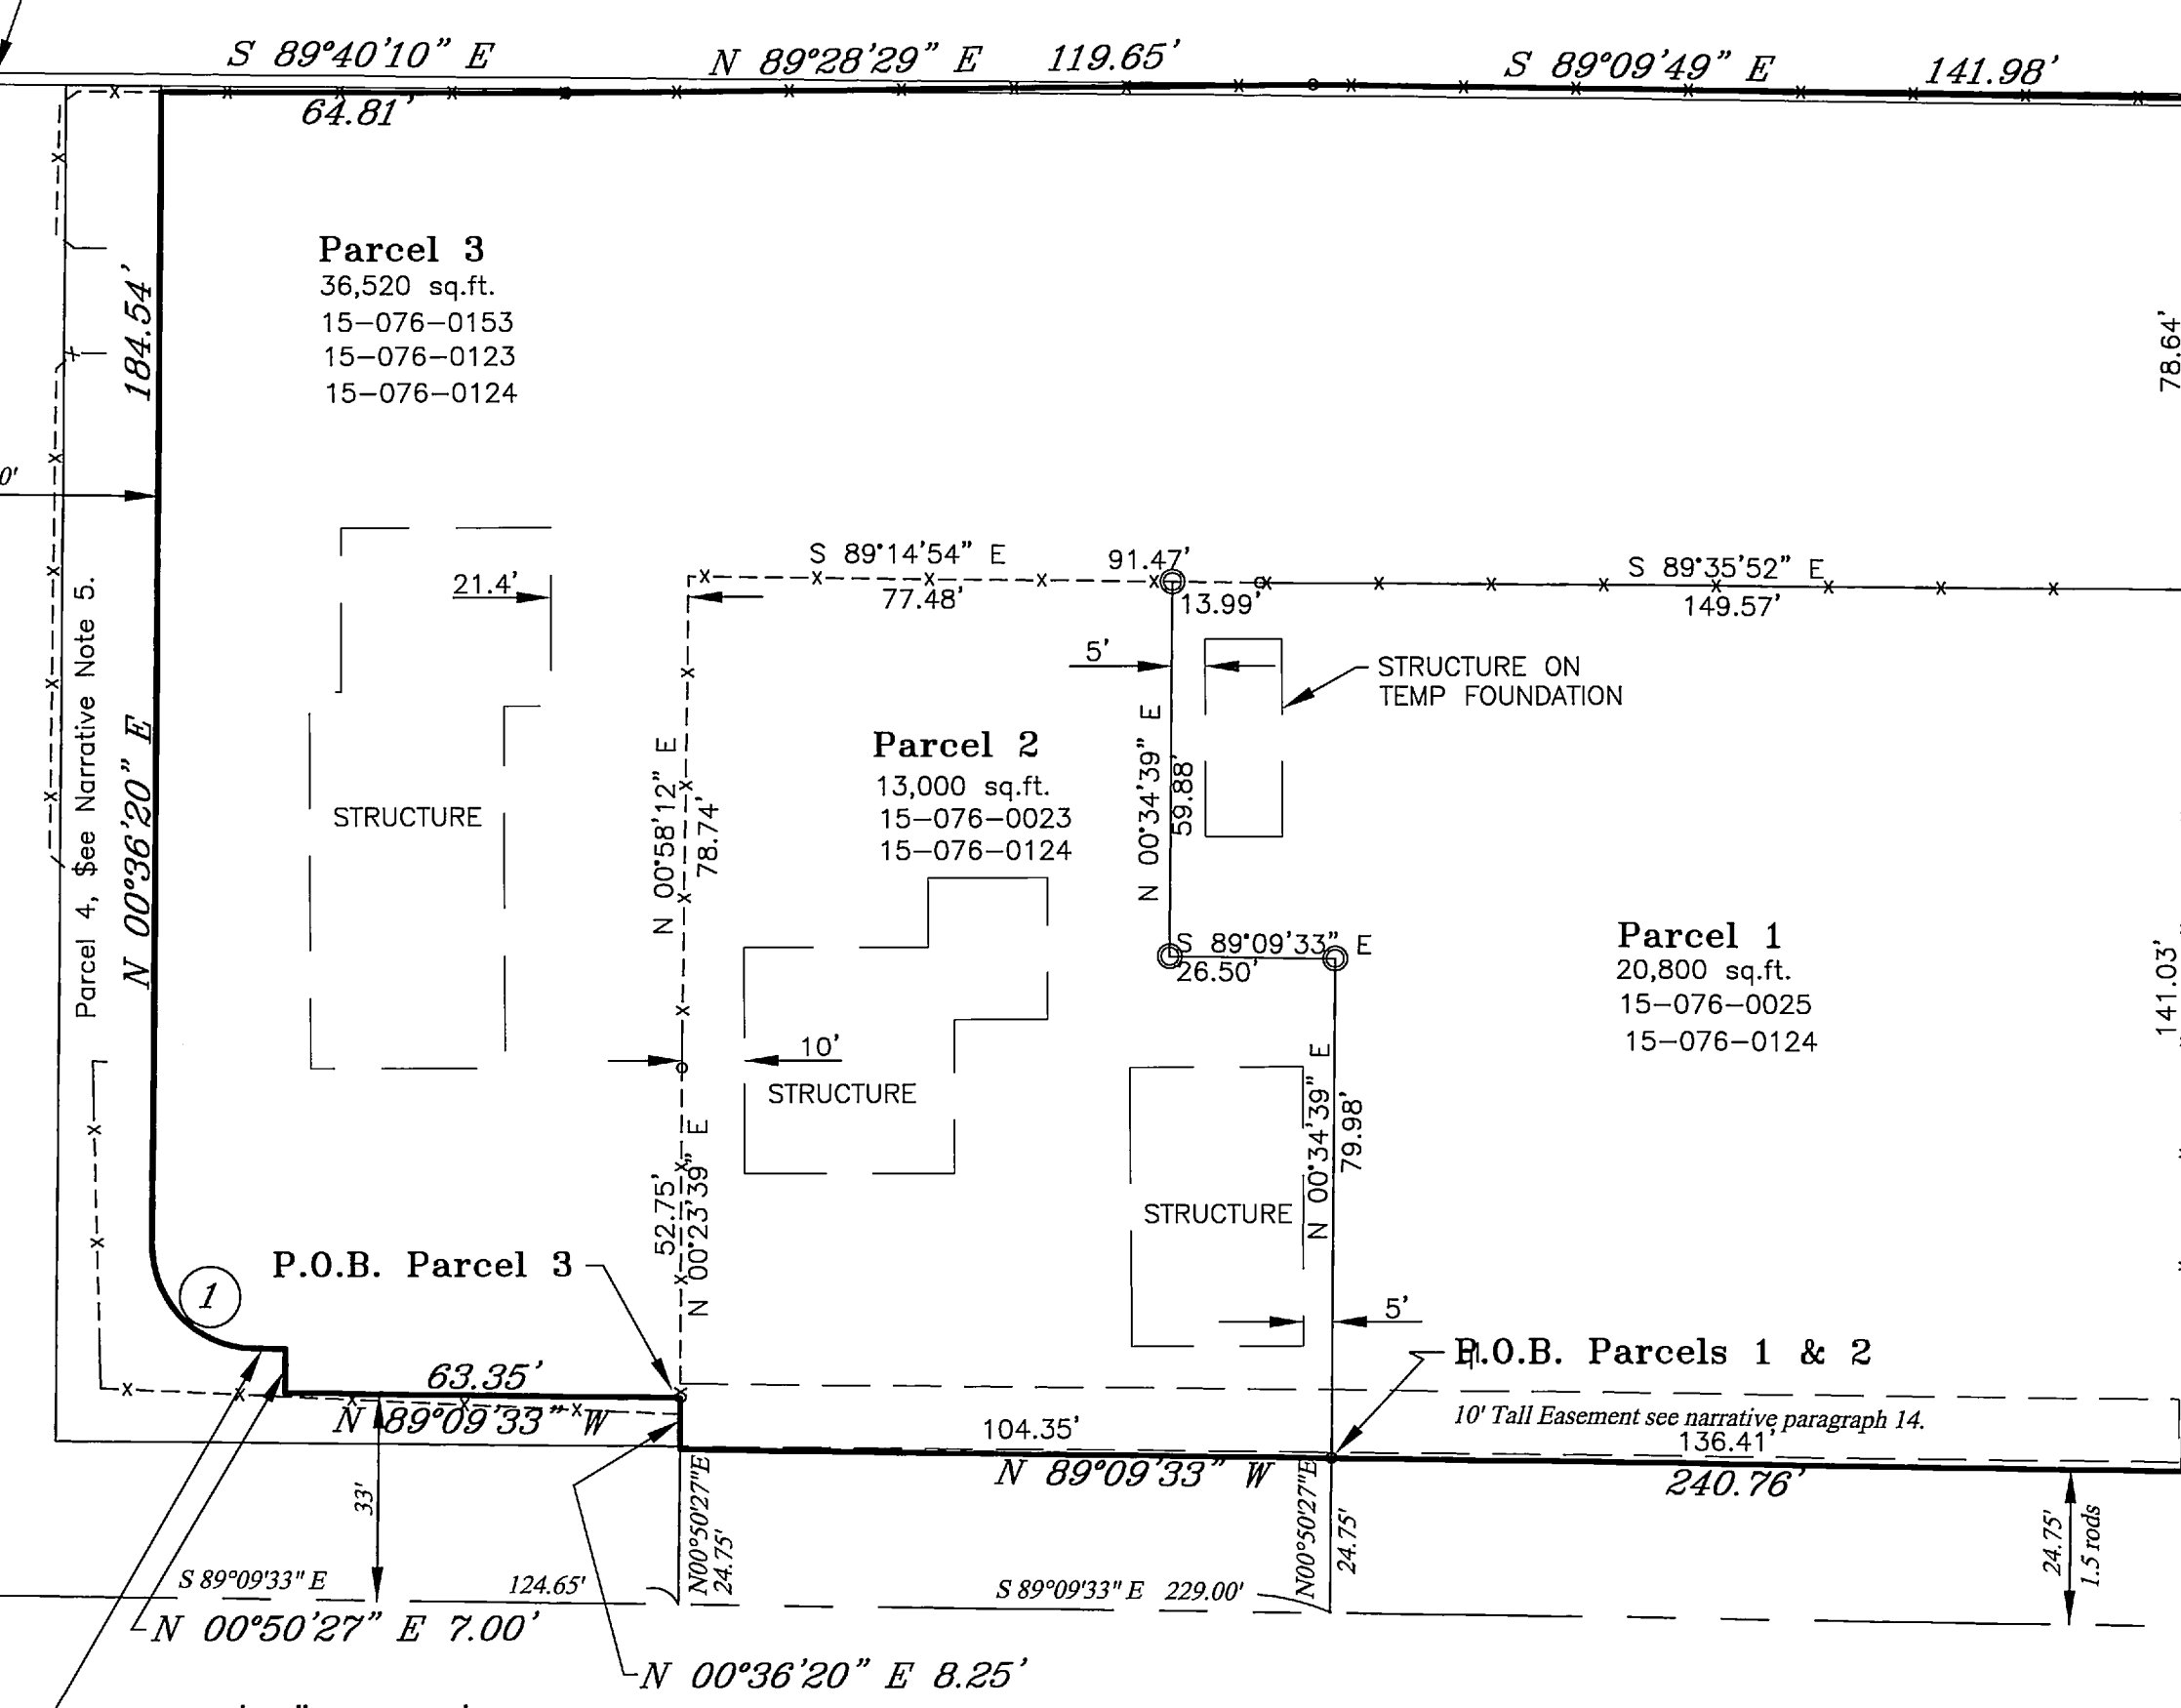 S 89°40'10" E
64.81'
N 89°28'29" E 119.65'
S 89°09'49" E 141.98'
Parcel 3
36,520 sq.ft.
15-076-0153
15-076-0123
15-076-0124
184.54'
N 00°36'20" E
0'
Parcel 4, See Narrative Note 5.
78.64'
21.4'
S 89°14'54" E 91.47'
77.48'
13.99'
S 89°35'52" E
149.57'
5'
STRUCTURE ON
TEMP FOUNDATION
N 00°34'39" E
59.88'
Parcel 2
13,000 sq.ft.
15-076-0023
15-076-0124
N 00°58'12" E
78.74'
STRUCTURE
S 89°09'33" E
26.50'
Parcel 1
20,800 sq.ft.
15-076-0025
15-076-0124
141.03'
10'
STRUCTURE
N 00°34'39" E
79.98'
52.75'
N 00°23'39" E
STRUCTURE
P.O.B. Parcel 3
1
5'
P.O.B. Parcels 1 & 2
63.35'
N 89°09'33" W
10' Tall Easement see narrative paragraph 14.
104.35'
136.41'
N 89°09'33" W
240.76'
33'
N00°50'27"E
24.75'
N00°50'27"E
24.75'
24.75'
1.5 rods
S 89°09'33" E 124.65'
S 89°09'33" E 229.00'
N 00°50'27" E 7.00'
N 00°36'20" E 8.25'